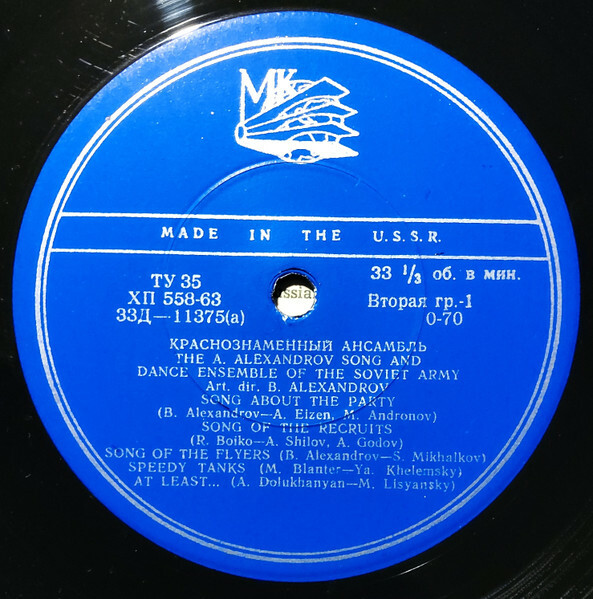 МК
MADE IN THE U.S.S.R.
ТУ 35
ХП 558-63
33Д—11375(а)
33 1/3 об. в мин.
Вторая гр.-1
0-70
ssia
КРАСНОЗНАМЕННЫЙ АНСАМБЛЬ
THE A. ALEXANDROV SONG AND
DANCE ENSEMBLE OF THE SOVIET ARMY
Art. dir. B. ALEXANDROV
SONG ABOUT THE PARTY
(B. Alexandrov—A. Eizen, M. Andronov)
SONG OF THE RECRUITS
(R. Boiko—A. Shilov, A. Godov)
SONG OF THE FLYERS (B. Alexandrov—S. Mikhalkov)
SPEEDY TANKS (M. Blanter—Ya. Khelemsky)
AT LEAST... (A. Dolukhanyan—M. Lisyansky)